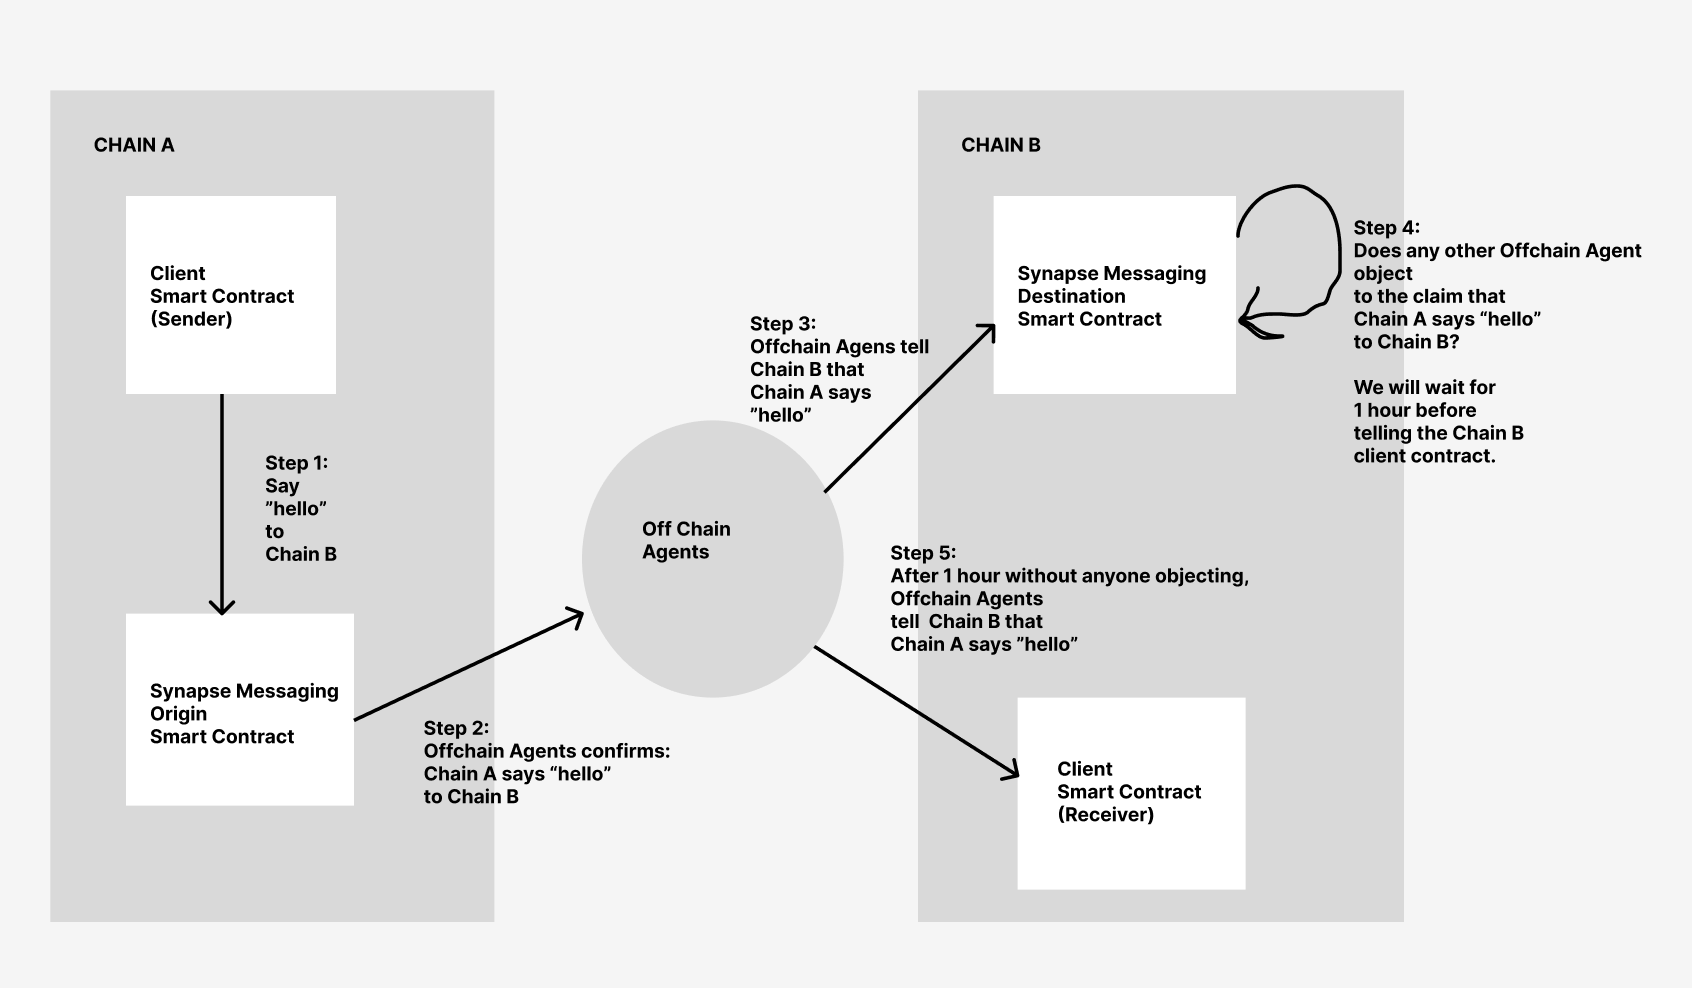 CHAIN A
Client
Smart Contract
(Sender)
Step 1:
Say
”hello”
to
Chain B
Synapse Messaging
Origin
Smart Contract
Step 2:
Offchain Agents confirms:
Chain A says “hello”
to Chain B
Off Chain
Agents
Step 3:
Offchain Agens tell
Chain B that
Chain A says
”hello”
CHAIN B
Synapse Messaging
Destination
Smart Contract
Step 4:
Does any other Offchain Agent
object
to the claim that
Chain A says “hello”
to Chain B?
We will wait for
1 hour before
telling the Chain B
client contract.
Step 5:
After 1 hour without anyone objecting,
Offchain Agents
tell  Chain B that
Chain A says ”hello”
Client
Smart Contract
(Receiver)